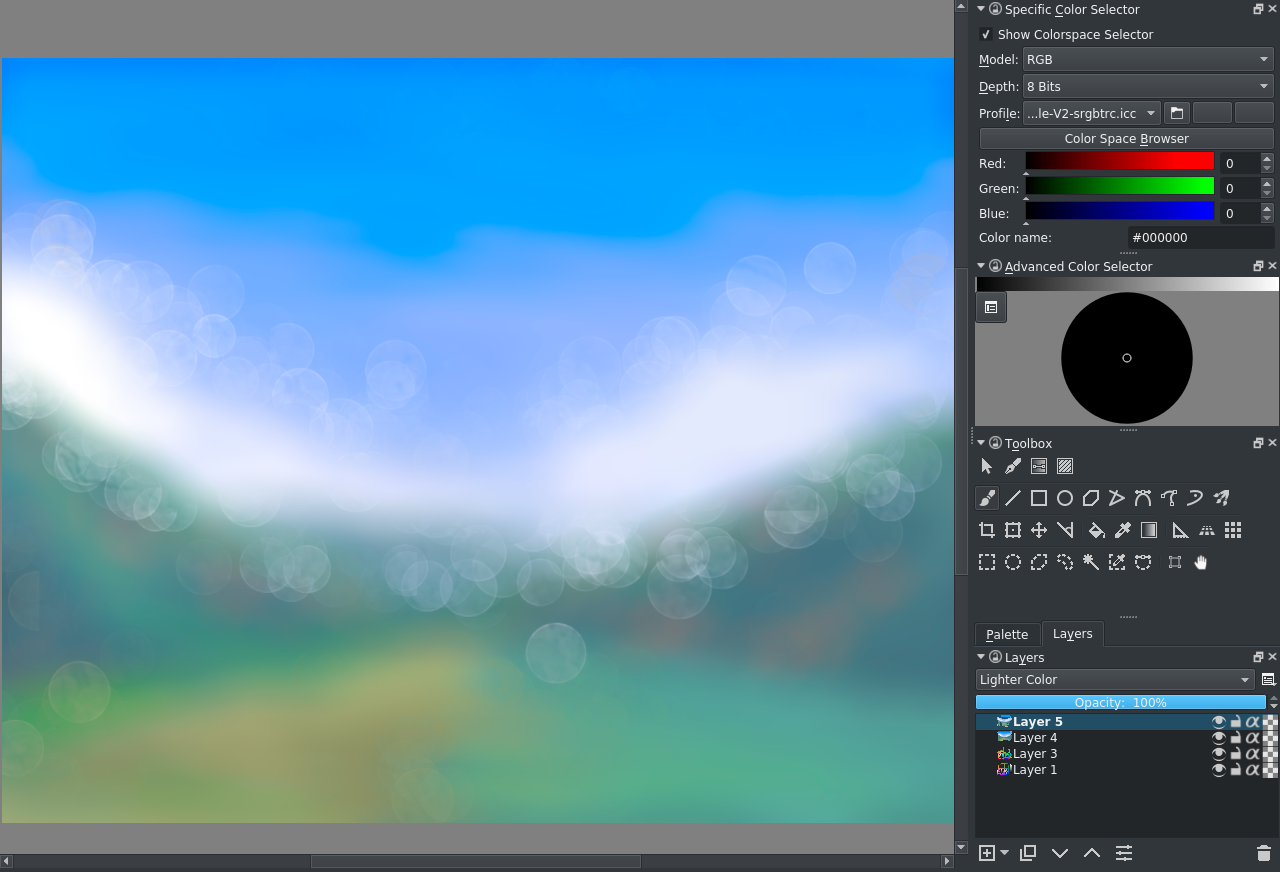 Specific Color Selector
Show Colorspace Selector
Model: RGB
Depth: 8 Bits
Profile: ...le-V2-srgbtrc.icc
Color Space Browser
Red: 0
Green: 0
Blue: 0
Color name: #000000
Advanced Color Selector
Toolbox
Palette Layers
Layers
Lighter Color
Opacity: 100%
Layer 5
Layer 4
Layer 3
Layer 1